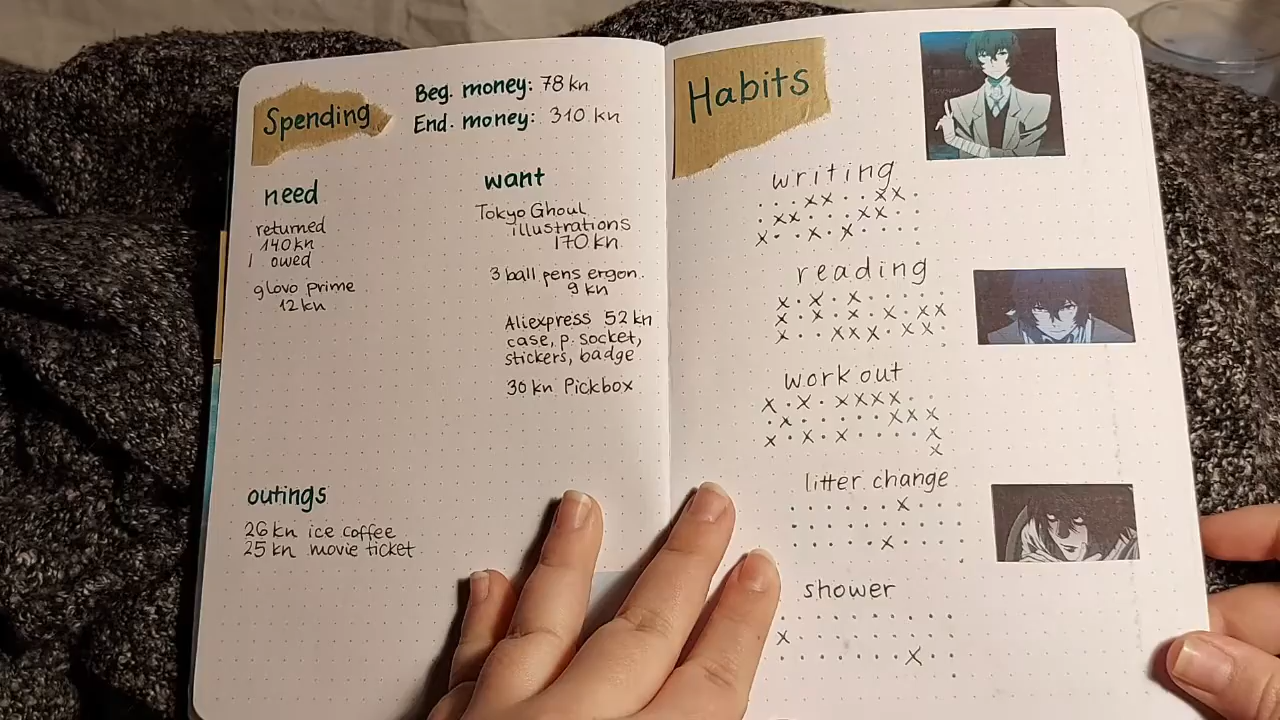 Spending
Beg. money: 78 kn
End. money: 310 kn
need
returned
140 kn
I owed
glovo prime
12 kn
want
Tokyo Ghoul
illustrations
170 kn
3 ball pens ergon.
9 kn
Aliexpress 52 kn
case, p. socket,
stickers, badge
30 kn Pickbox
outings
26 kn ice coffee
25 kn movie ticket
Habits
writing
reading
work out
litter change
shower